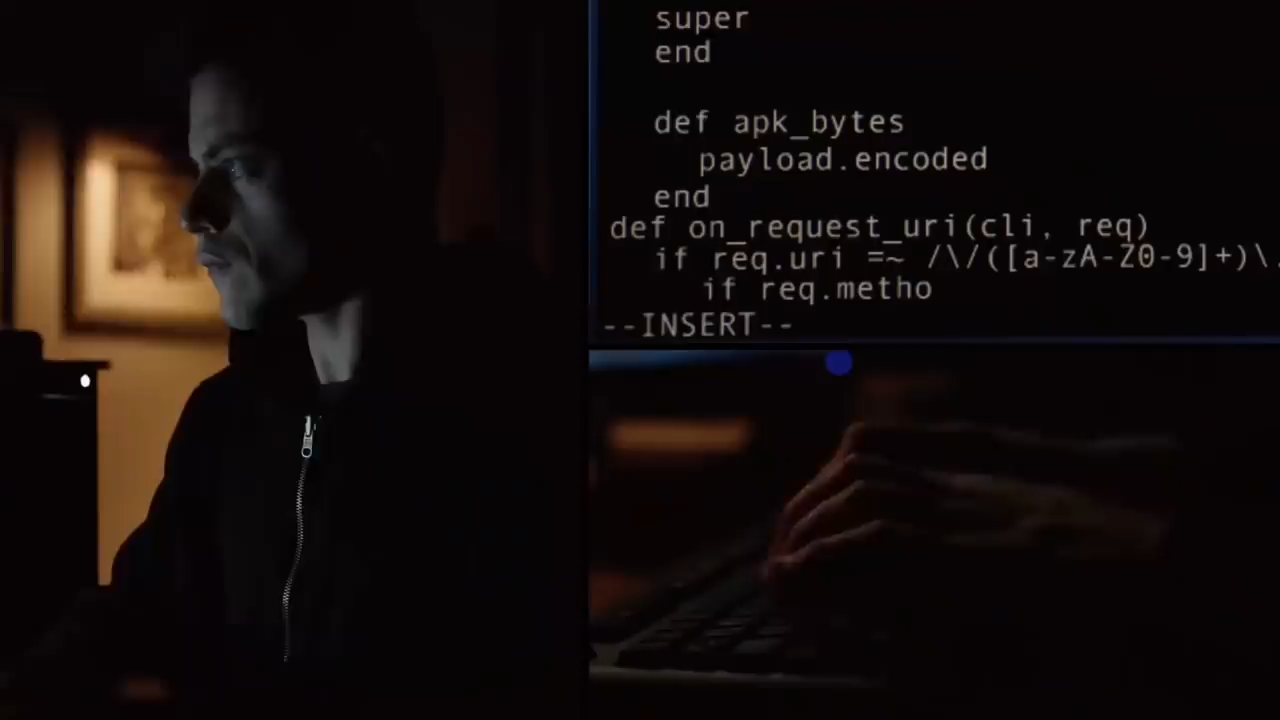 super
end
def apk_bytes
payload.encoded
end
def on_request_uri(cli, req)
if req.uri =~ /\/([a-zA-Z0-9]+)\.
if req.metho
--INSERT--